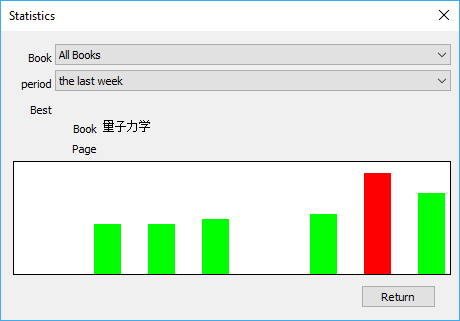 Statistics
Book All Books
period the last week
Best
Book 量子力学
Page
Return